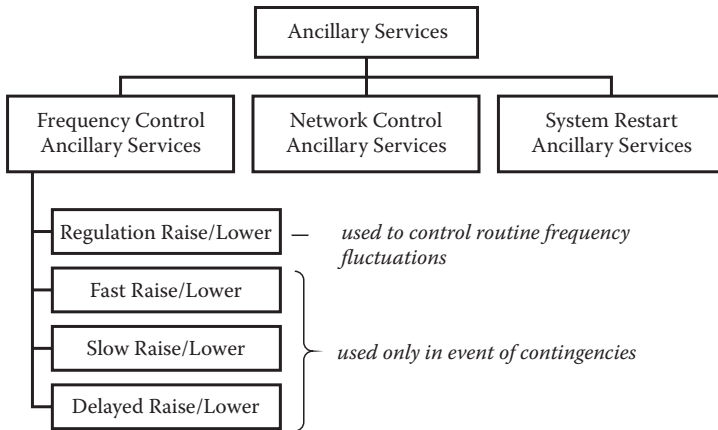 Ancillary Services
Frequency Control
Ancillary Services
Network Control
Ancillary Services
System Restart
Ancillary Services
Regulation Raise/Lower
used to control routine frequency
fluctuations
Fast Raise/Lower
Slow Raise/Lower
used only in event of contingencies
Delayed Raise/Lower